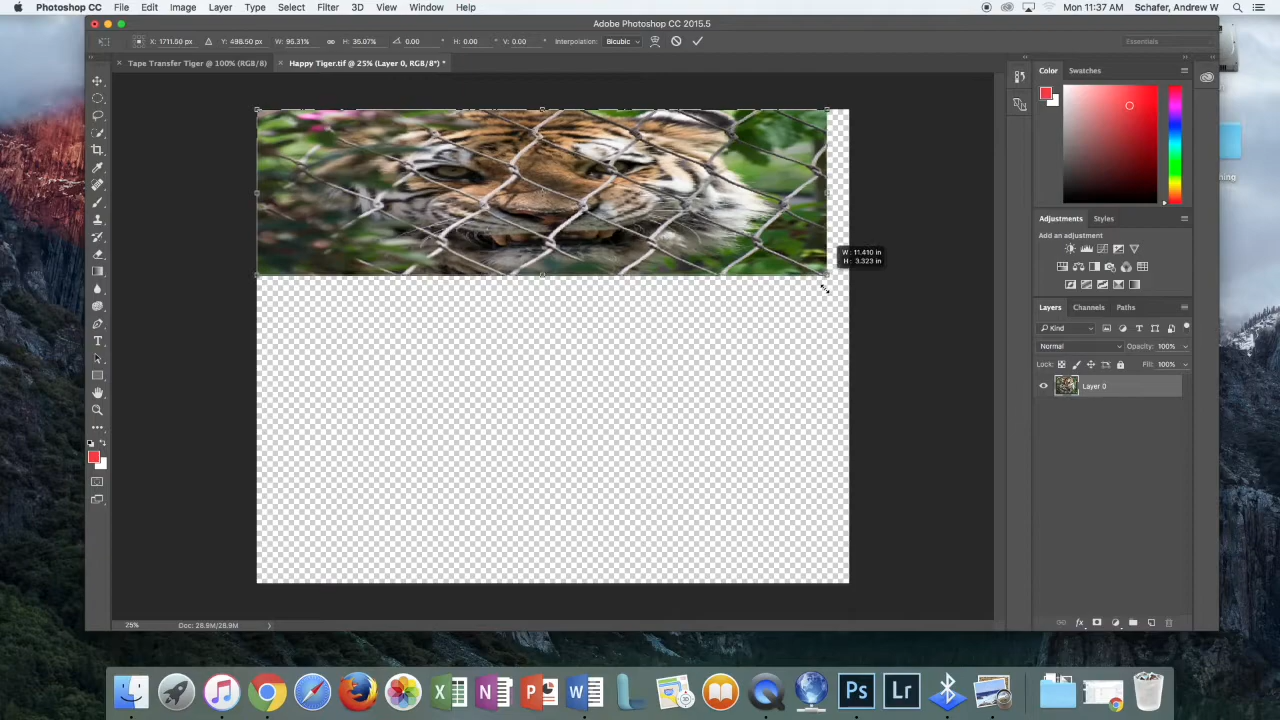 Photoshop CC File Edit Image Layer Type Select Filter 3D View Window Help Mon 11:37 AM Schafer, Andrew W
Adobe Photoshop CC 2015.5
X: 1711.50 px Y: 498.50 px W: 96.31% H: 35.07% 0.00 ° H: 0.00 ° V: 0.00 ° Interpolation: Bicubic Essentials
× Tape Transfer Tiger @ 100% (RGB/8) × Happy Tiger.tif @ 25% (Layer 0, RGB/8*) *
Color Swatches
Adjustments Styles
Add an adjustment
W: 11.410 in
H: 3.323 in
Layers Channels Paths
Kind
Normal Opacity: 100%
Lock: Fill: 100%
Layer 0
25% Doc: 28.9M/28.9M